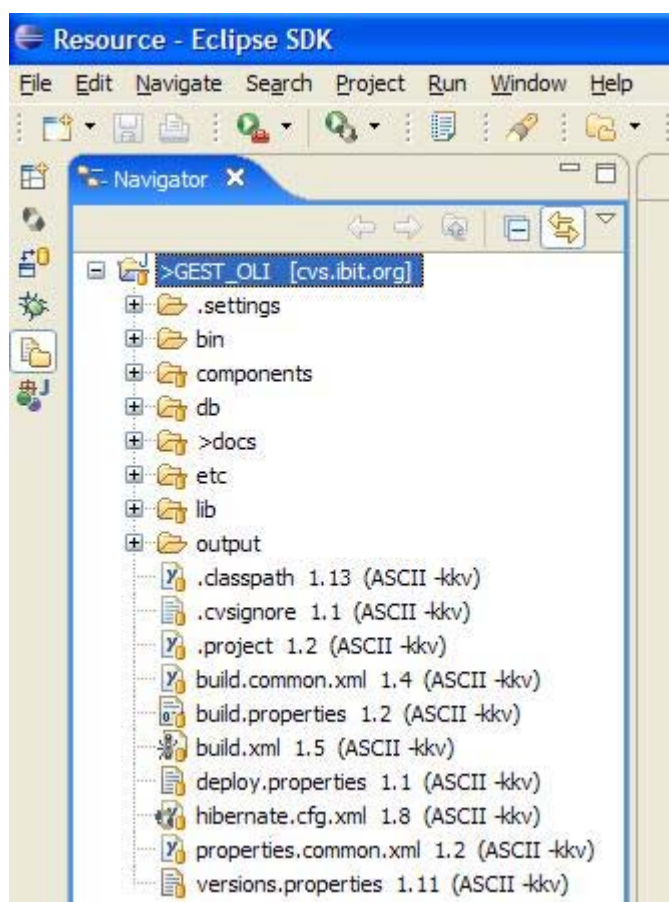 Resource - Eclipse SDK
File Edit Navigate Search Project Run Window Help
Navigator
>GEST_OLI [cvs.ibit.org]
.settings
bin
components
db
>docs
etc
lib
output
.classpath 1.13 (ASCII -kkv)
.cvsignore 1.1 (ASCII -kkv)
.project 1.2 (ASCII -kkv)
build.common.xml 1.4 (ASCII -kkv)
build.properties 1.2 (ASCII -kkv)
build.xml 1.5 (ASCII -kkv)
deploy.properties 1.1 (ASCII -kkv)
hibernate.cfg.xml 1.8 (ASCII -kkv)
properties.common.xml 1.2 (ASCII -kkv)
versions.properties 1.11 (ASCII -kkv)